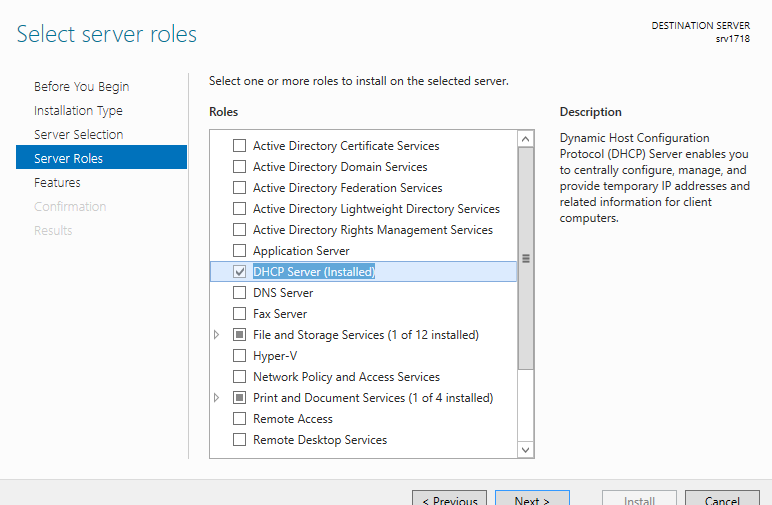 Select server roles
DESTINATION SERVER
srv1718
Before You Begin
Installation Type
Server Selection
Server Roles
Features
Confirmation
Results
Select one or more roles to install on the selected server.
Roles
Active Directory Certificate Services
Active Directory Domain Services
Active Directory Federation Services
Active Directory Lightweight Directory Services
Active Directory Rights Management Services
Application Server
DHCP Server (Installed)
DNS Server
Fax Server
File and Storage Services (1 of 12 installed)
Hyper-V
Network Policy and Access Services
Print and Document Services (1 of 4 installed)
Remote Access
Remote Desktop Services
Description
Dynamic Host Configuration
Protocol (DHCP) Server enables you
to centrally configure, manage, and
provide temporary IP addresses and
related information for client
computers.
< Previous
Next >
Install
Cancel